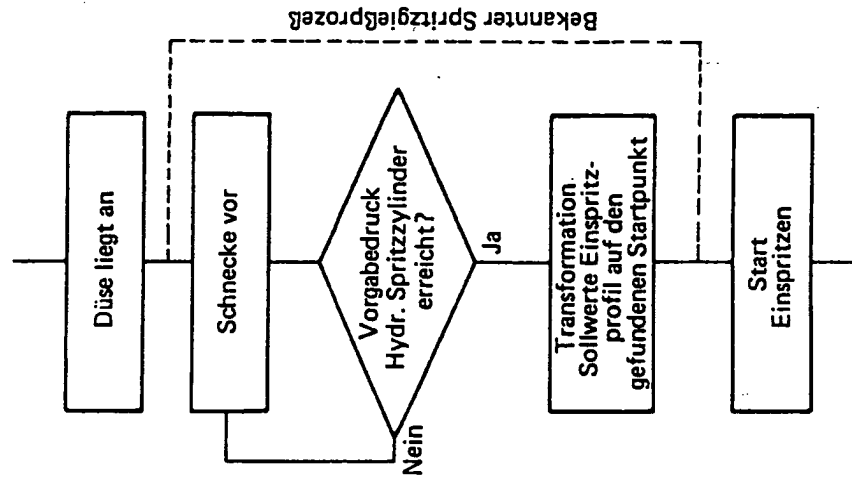 Düse liegt an
Schnecke vor
Vorgabedruck
Hydr. Spritzzylinder
erreicht?
Nein
Ja
Transformation
Sollwerte Einspritz-
profil auf den
gefundenen Startpunkt
Start
Einspritzen
Bekannter Spritzgießprozeß